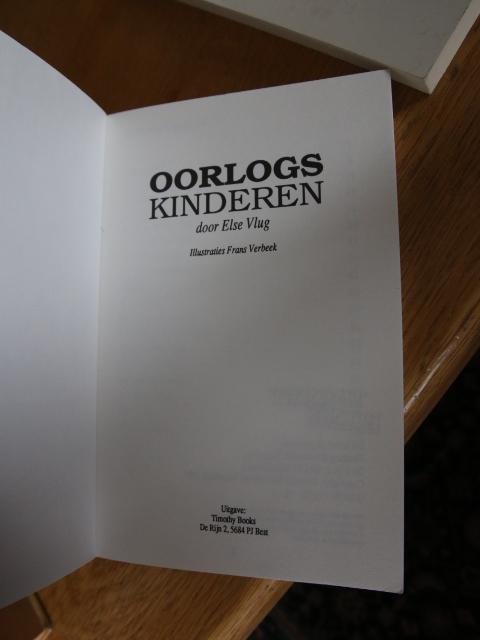 OORLOGS
KINDEREN
door Else Vlug
Illustraties Frans Verbeek
Uitgave:
Timothy Books
De Rijn 2, 5684 PJ Best